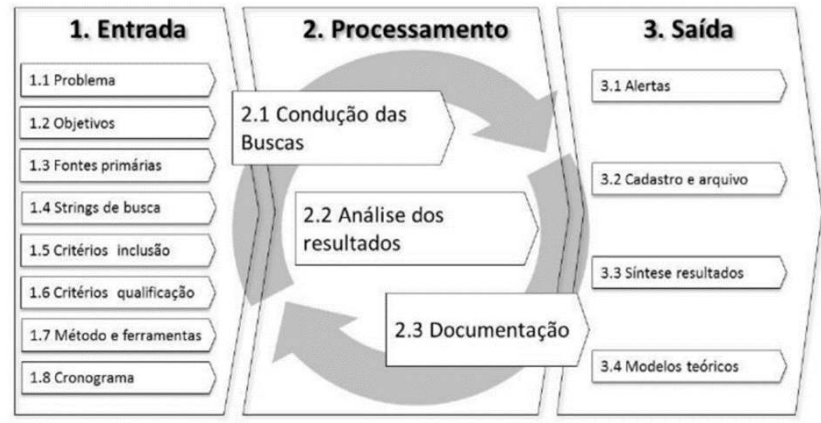 1. Entrada
1.1 Problema
1.2 Objetivos
1.3 Fontes primárias
1.4 Strings de busca
1.5 Critérios inclusão
1.6 Critérios qualificação
1.7 Método e ferramentas
1.8 Cronograma
2. Processamento
2.1 Condução das
Buscas
2.2 Análise dos
resultados
2.3 Documentação
3. Saída
3.1 Alertas
3.2 Cadastro e arquivo
3.3 Síntese resultados
3.4 Modelos teóricos